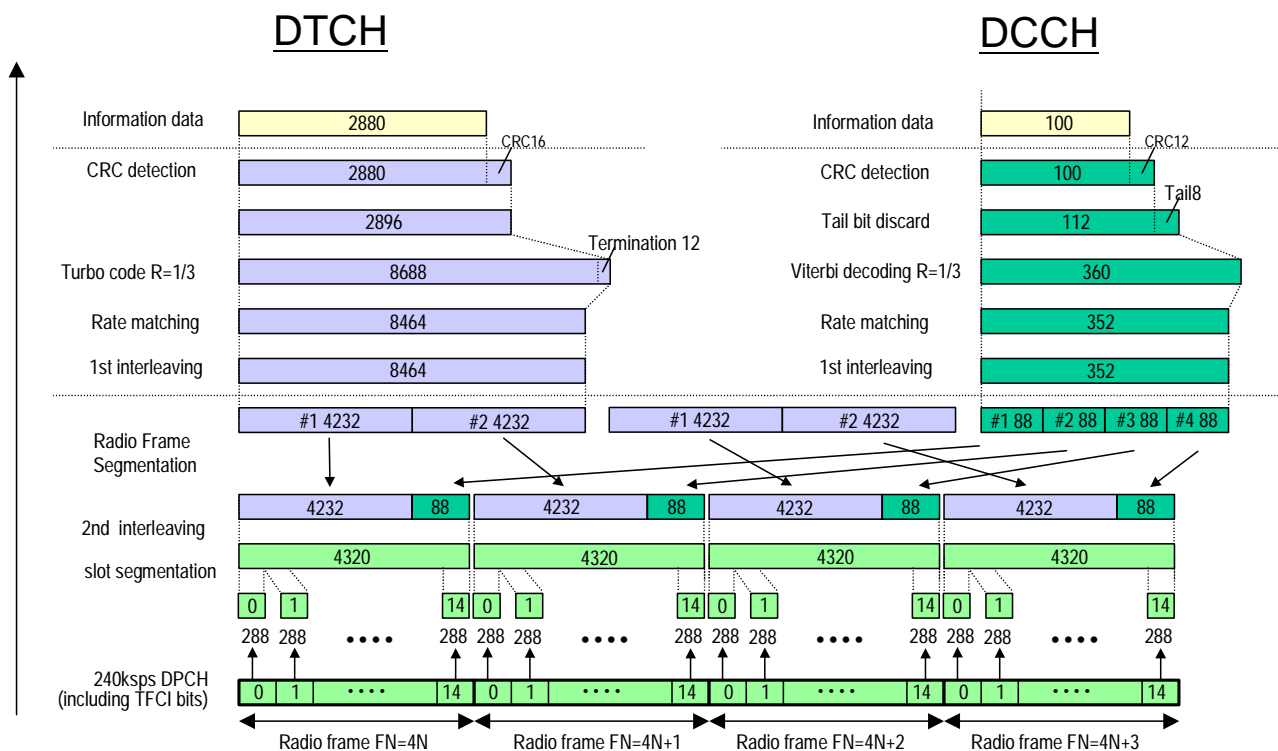 DTCH DCCH
Information data 2880 Information data 100
CRC16 CRC12
CRC detection 2880 CRC detection 100
Tail8
2896 Tail bit discard 112
Termination 12
Turbo code R=1/3 8688 Viterbi decoding R=1/3 360
Rate matching 8464 Rate matching 352
1st interleaving 8464 1st interleaving 352
#1 4232 #2 4232 #1 4232 #2 4232 #1 88 #2 88 #3 88 #4 88
Radio Frame
Segmentation
4232 88 4232 88 4232 88 4232 88
2nd interleaving
4320 4320 4320 4320
slot segmentation
0 1 14 0 1 14 0 1 14 0 1 14
288 288 •••• 288 288 288 •••• 288 288 288 •••• 288 288 288 •••• 288
240ksps DPCH
(including TFCI bits)
0 1 •••• 14 0 1 •••• 14 0 1 •••• 14 0 1 •••• 14
Radio frame FN=4N Radio frame FN=4N+1 Radio frame FN=4N+2 Radio frame FN=4N+3